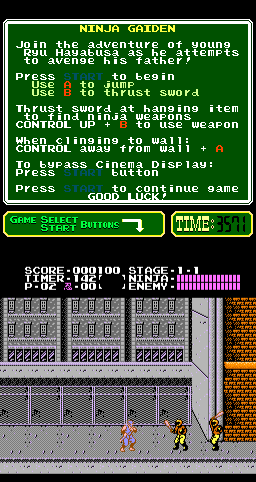 NINJA GAIDEN
Join the adventure of young
Ryu Hayabusa as he attempts
to avenge his father!
Press START to begin
Use A to jump
Use B to thrust sword
Thrust sword at hanging item
to find ninja weapons
CONTROL UP + B to use weapon
When clinging to wall:
CONTROL away from wall + A
To bypass Cinema Display:
Press START button
Press START to continue game
GOOD LUCK!
GAME SELECT
START BUTTONS
TIME: 3571
SCORE-000100 STAGE-1-1
TIMER-142 NINJA-
P-02 -00 ENEMY-